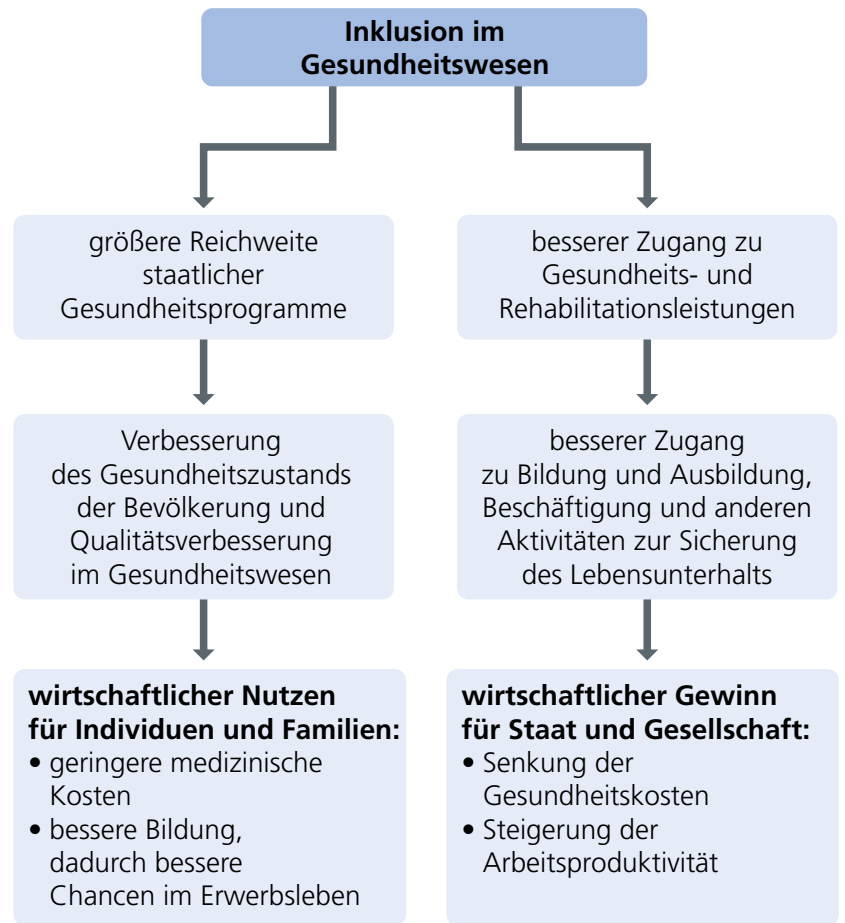 Inklusion im
Gesundheitswesen
größere Reichweite
staatlicher
Gesundheitsprogramme
besserer Zugang zu
Gesundheits- und
Rehabilitationsleistungen
Verbesserung
des Gesundheitszustands
der Bevölkerung und
Qualitätsverbesserung
im Gesundheitswesen
besserer Zugang
zu Bildung und Ausbildung,
Beschäftigung und anderen
Aktivitäten zur Sicherung
des Lebensunterhalts
wirtschaftlicher Nutzen
für Individuen und Familien:
• geringere medizinische
Kosten
• bessere Bildung,
dadurch bessere
Chancen im Erwerbsleben
wirtschaftlicher Gewinn
für Staat und Gesellschaft:
• Senkung der
Gesundheitskosten
• Steigerung der
Arbeitsproduktivität